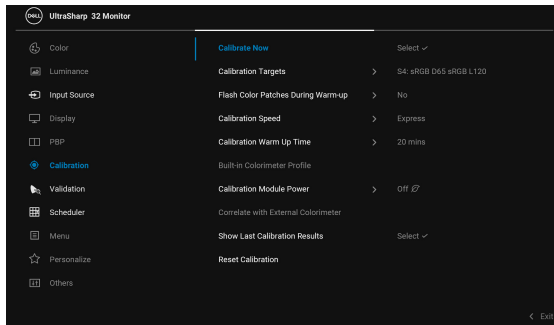 DELL UltraSharp 32 Monitor
Color
Luminance
Input Source
Display
PBP
Calibration
Validation
Scheduler
Menu
Personalize
Others
Calibrate Now Select ✓
Calibration Targets > S4: sRGB D65 sRGB L120
Flash Color Patches During Warm-up > No
Calibration Speed > Express
Calibration Warm Up Time > 20 mins
Built-in Colorimeter Profile
Calibration Module Power > Off
Correlate with External Colorimeter
Show Last Calibration Results Select ✓
Reset Calibration
< Exit